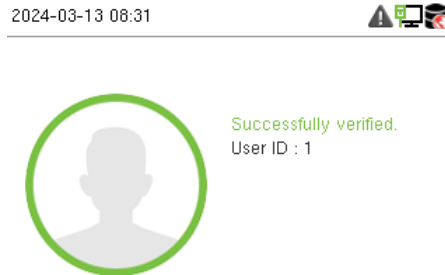 2024-03-13 08:31
Successfully verified.
User ID : 1